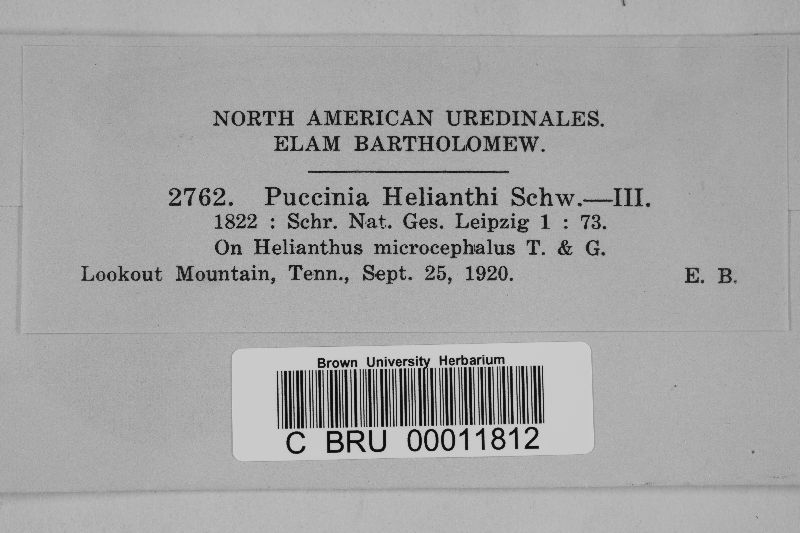 NORTH AMERICAN UREDINALES.
ELAM BARTHOLOMEW.
2762. Puccinia Helianthi Schw.—III.
1822 : Schr. Nat. Ges. Leipzig 1 : 73.
On Helianthus microcephalus T. & G.
Lookout Mountain, Tenn., Sept. 25, 1920. E. B.
Brown University Herbarium
C BRU 00011812